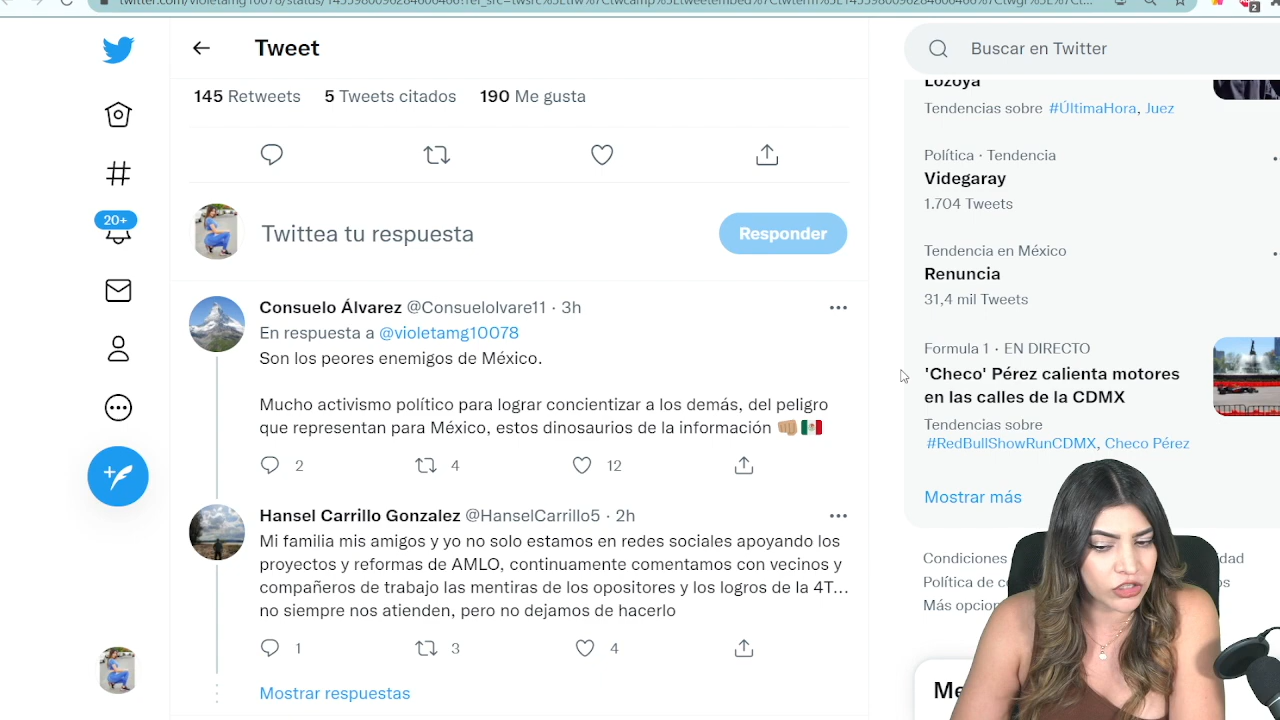 Tweet
145 Retweets 5 Tweets citados 190 Me gusta
20+
Twittea tu respuesta
Responder
Consuelo Álvarez @Consuelolvare11 · 3h
En respuesta a @violetamg10078
Son los peores enemigos de México.
Mucho activismo político para lograr concientizar a los demás, del peligro
que representan para México, estos dinosaurios de la información 👊🏽🇲🇽
2 4 12
Hansel Carrillo Gonzalez @HanselCarrillo5 · 2h
Mi familia mis amigos y yo no solo estamos en redes sociales apoyando los
proyectos y reformas de AMLO, continuamente comentamos con vecinos y
compañeros de trabajo las mentiras de los opositores y los logros de la 4T...
no siempre nos atienden, pero no dejamos de hacerlo
1 3 4
Mostrar respuestas
Buscar en Twitter
Lozoya
Tendencias sobre #ÚltimaHora, Juez
Política · Tendencia
Videgaray
1.704 Tweets
Tendencia en México
Renuncia
31,4 mil Tweets
Formula 1 · EN DIRECTO
'Checo' Pérez calienta motores
en las calles de la CDMX
Tendencias sobre
#RedBullShowRunCDMX, Checo Pérez
Mostrar más
Condiciones
Política de
Más
2